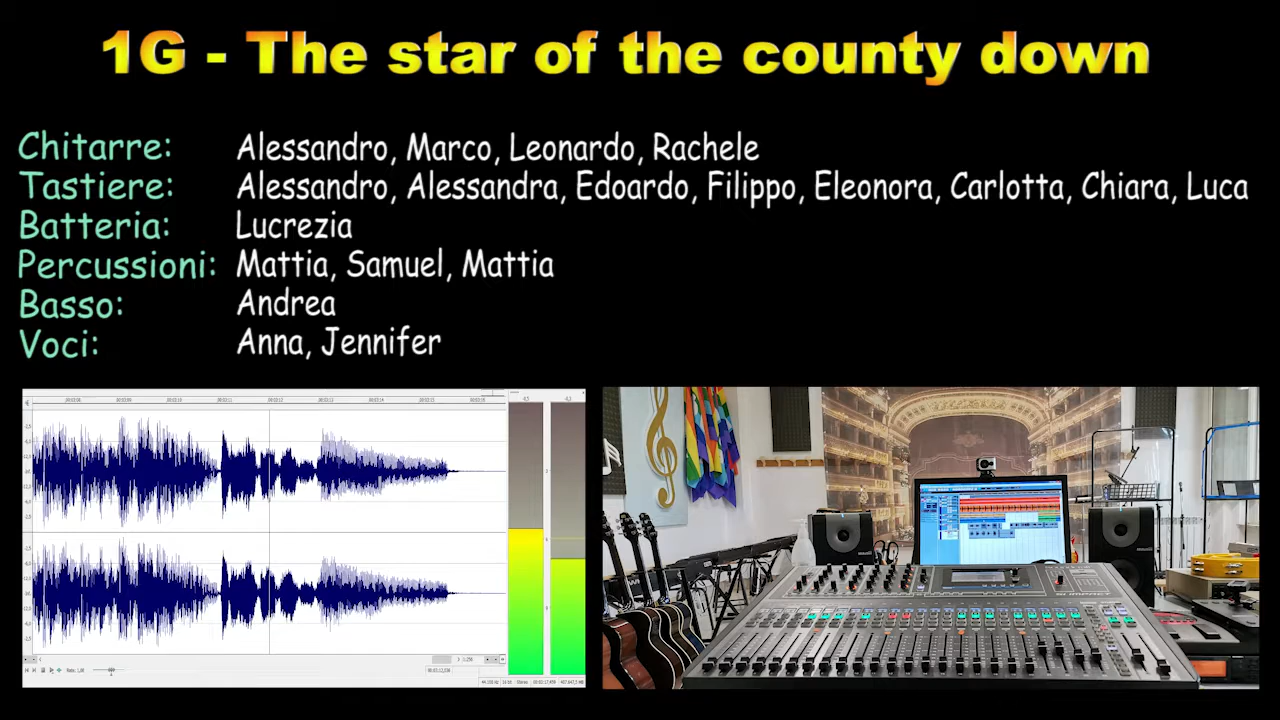 1G - The star of the county down
Chitarre: Alessandro, Marco, Leonardo, Rachele
Tastiere: Alessandro, Alessandra, Edoardo, Filippo, Eleonora, Carlotta, Chiara, Luca
Batteria: Lucrezia
Percussioni: Mattia, Samuel, Mattia
Basso: Andrea
Voci: Anna, Jennifer